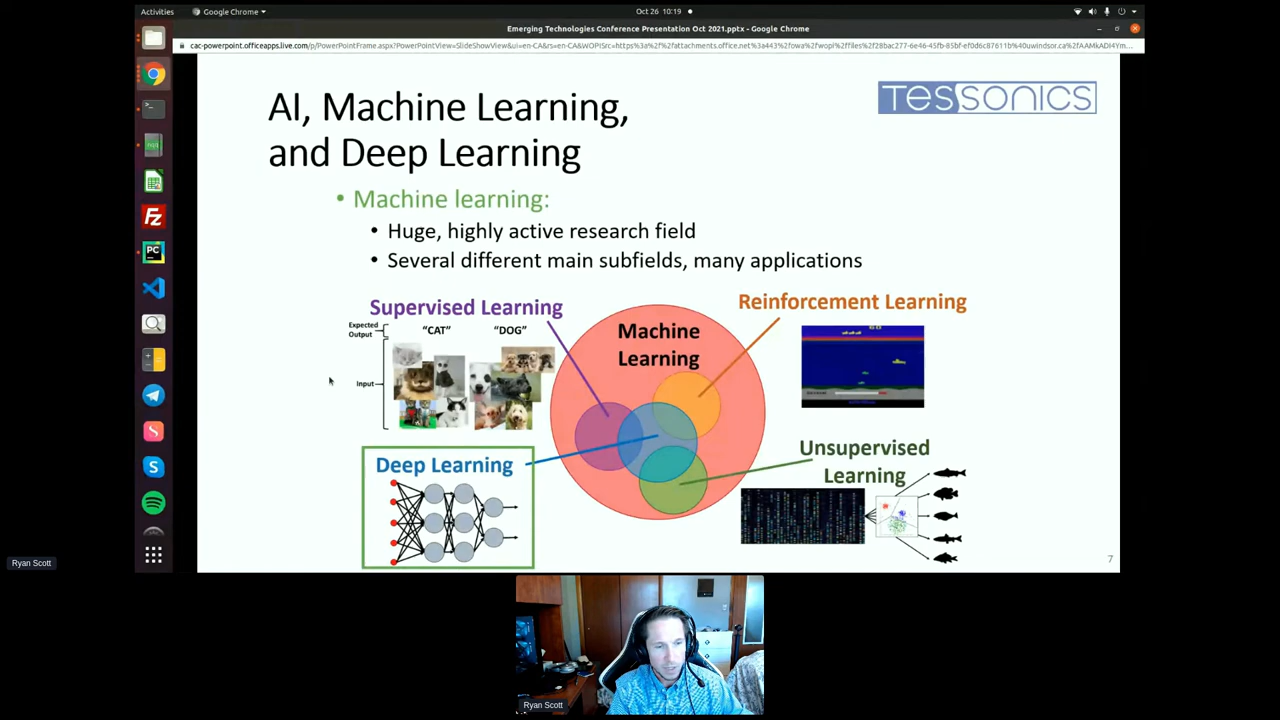 Activities
Google Chrome
Oct 26 10:19
Emerging Technologies Conference Presentation Oct 2021.pptx - Google Chrome
AI, Machine Learning,
and Deep Learning
TESSONICS
• Machine learning:
• Huge, highly active research field
• Several different main subfields, many applications
Supervised Learning
Expected
Output
"CAT"
"DOG"
Input
Machine
Learning
Reinforcement Learning
Deep Learning
Unsupervised
Learning
7
Ryan Scott
Ryan Scott